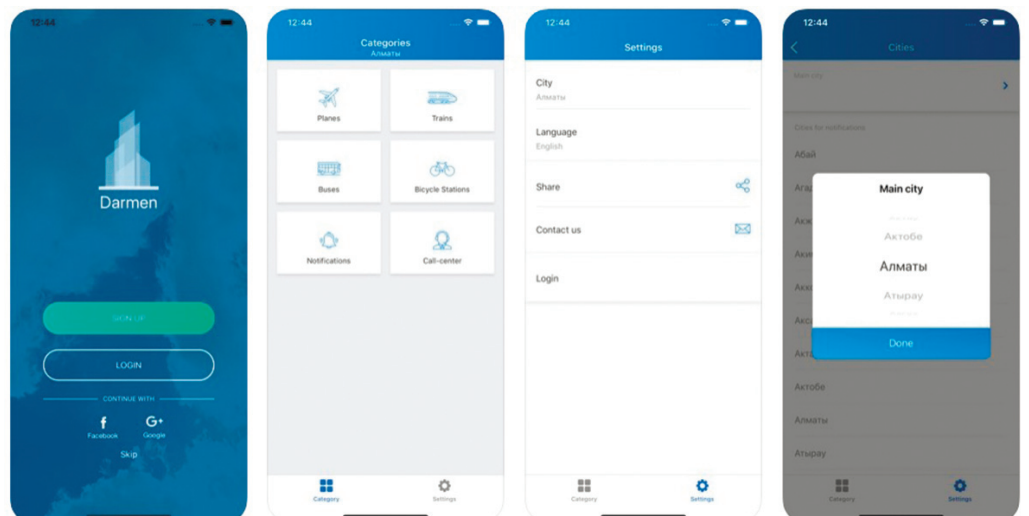 12:44
Darmen
SIGN UP
LOGIN
CONTINUE WITH
Facebook
G+
Google
Skip
12:44
Categories
Алматы
Planes
Trains
Buses
Bicycle Stations
Notifications
Call-center
Category
Settings
12:44
Settings
City
Алматы
Language
English
Share
Contact us
Login
Category
Settings
12:44
Cities
Main city
Cities for notifications
Абай
Main city
Актобе
Алматы
Атырау
Done
Актобе
Алматы
Атырау
Category
Settings